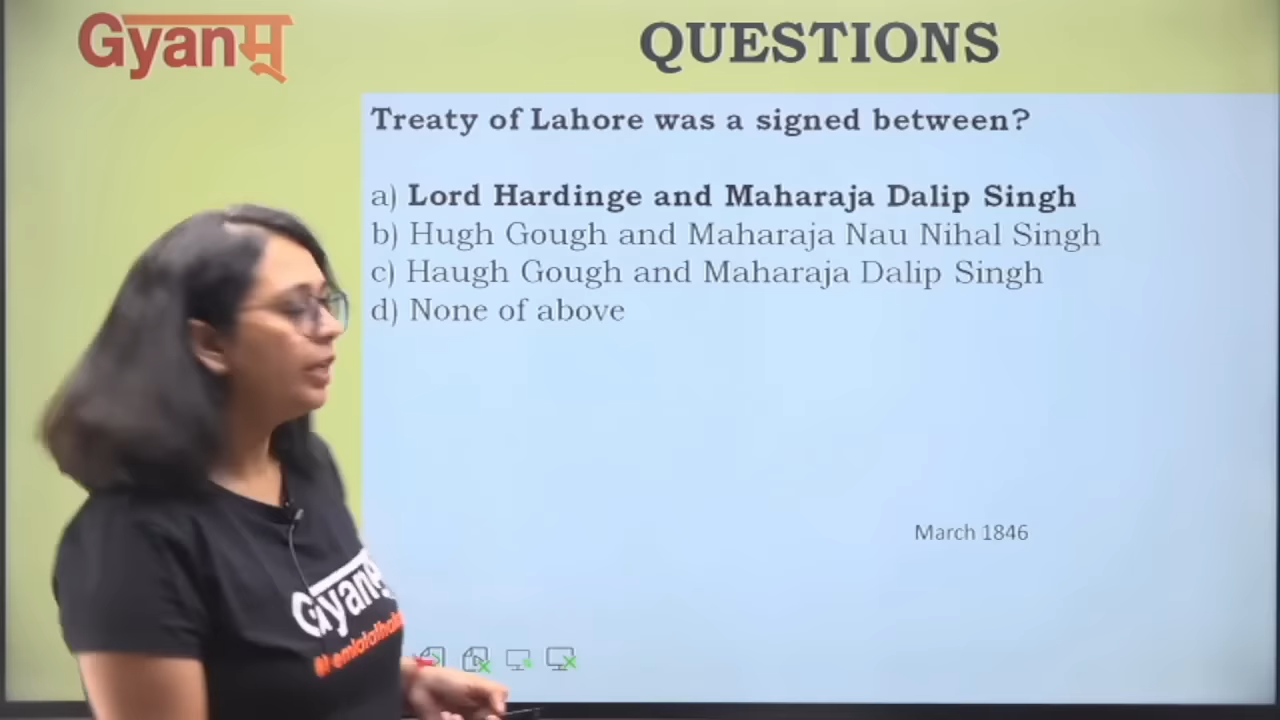 Gyanम्
QUESTIONS
Treaty of Lahore was a signed between?
a) Lord Hardinge and Maharaja Dalip Singh
b) Hugh Gough and Maharaja Nau Nihal Singh
c) Haugh Gough and Maharaja Dalip Singh
d) None of above
March 1846